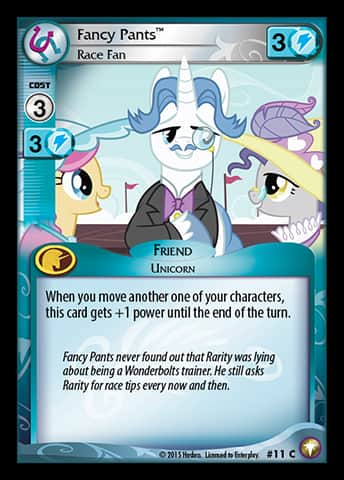 Fancy Pants™
Race Fan
3
COST
3
3
FRIEND
UNICORN
When you move another one of your characters,
this card gets +1 power until the end of the turn.
Fancy Pants never found out that Rarity was lying
about being a Wonderbolts trainer. He still asks
Rarity for race tips every now and then.
© 2015 Hasbro. Licensed to Enterplay. #11 C